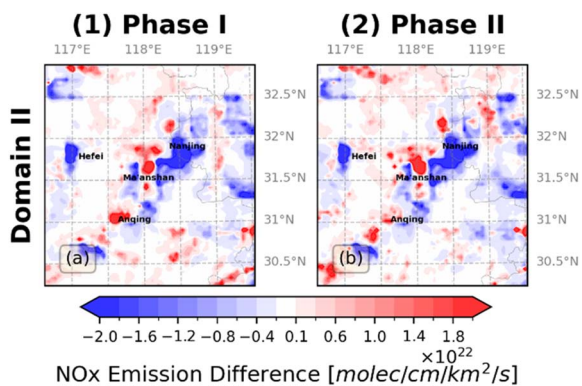 (1) Phase I (2) Phase II
117°E 118°E 119°E 117°E 118°E 119°E
Domain II
32.5°N 32.5°N
32°N 32°N
Nanjing Nanjing
Hefei Hefei
31.5°N 31.5°N
Ma'anshan Ma'anshan
31°N 31°N
Anqing Anqing
30.5°N 30.5°N
(a) (b)
−2.0 −1.6 −1.2 −0.8 −0.4 0.1 0.6 1.0 1.4 1.8
×10²²
NOx Emission Difference [molec/cm/km²/s]